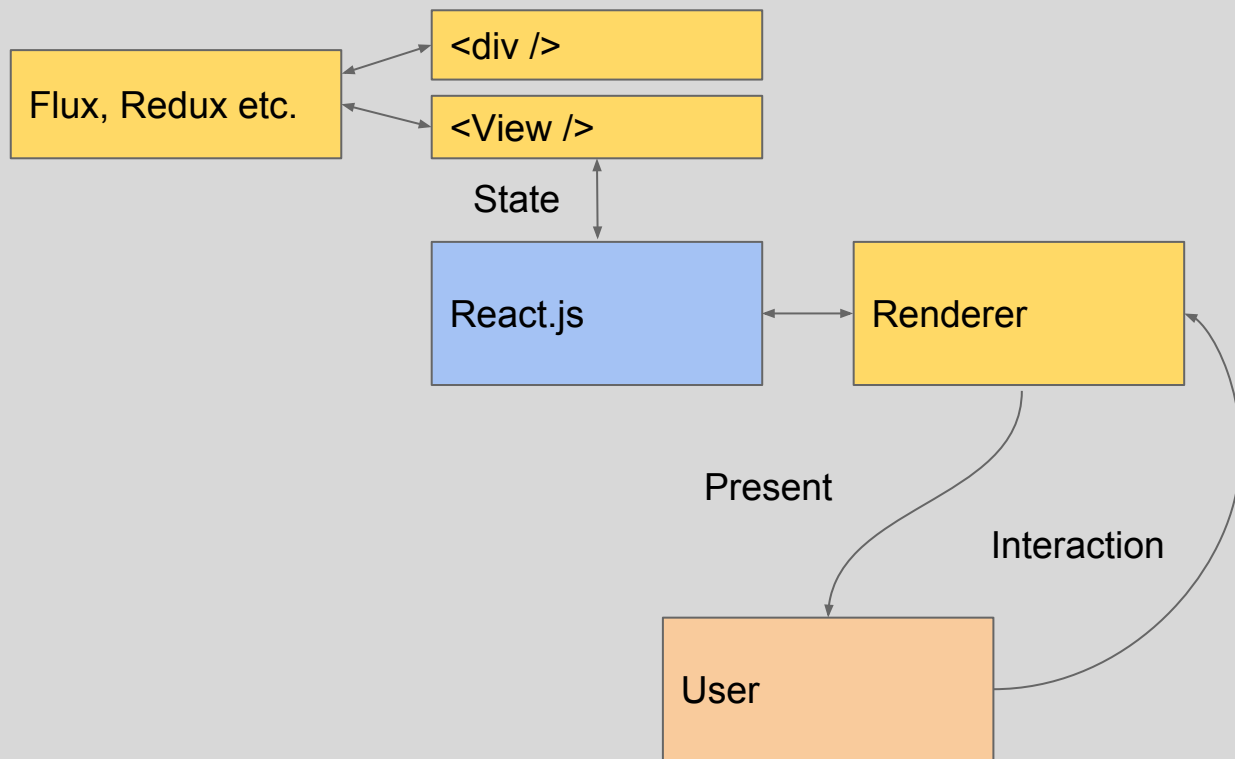 <div />
Flux, Redux etc.
<View />
State
React.js
Renderer
Present
Interaction
User